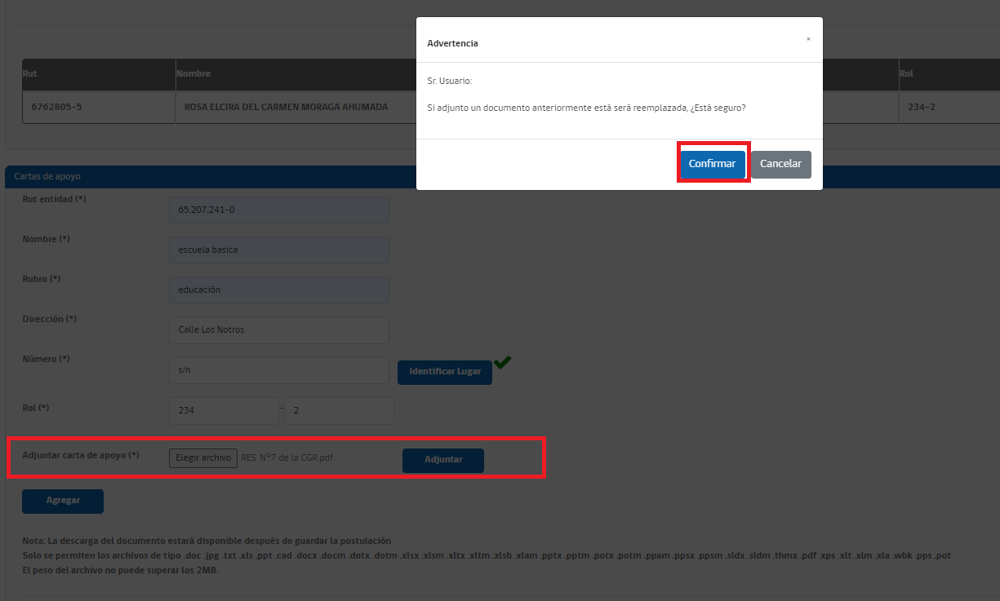 Advertencia
×
Sr. Usuario:
Si adjunto un documento anteriormente está será reemplazada, ¿Está seguro?
Confirmar Cancelar
Rut Nombre Rol
6762805-5 ROSA ELCIRA DEL CARMEN MORAGA AHUMADA 234-2
Cartas de apoyo
Rut entidad (*) 65.207.241-0
Nombre (*) escuela basica
Rubro (*) educación
Dirección (*) Calle Los Notros
Número (*) s/n Identificar Lugar
Rol (*) 234 - 2
Adjuntar carta de apoyo (*) Elegir archivo RES. N°7 de la CGR.pdf Adjuntar
Agregar
Nota: La descarga del documento estará disponible después de guardar la postulación
Solo se permiten los archivos de tipo .doc .jpg .txt .xls .ppt .cad .docx .docm .dotx .dotm .xlsx .xlsm .xltx .xltm .xlsb .xlam .pptx .pptm .potx .potm .ppam .ppsx .ppsm .sldx .sldm .thmx .pdf .xps .xlt .xlm .xla .wbk .pps .pot
El peso del archivo no puede superar los 2MB.